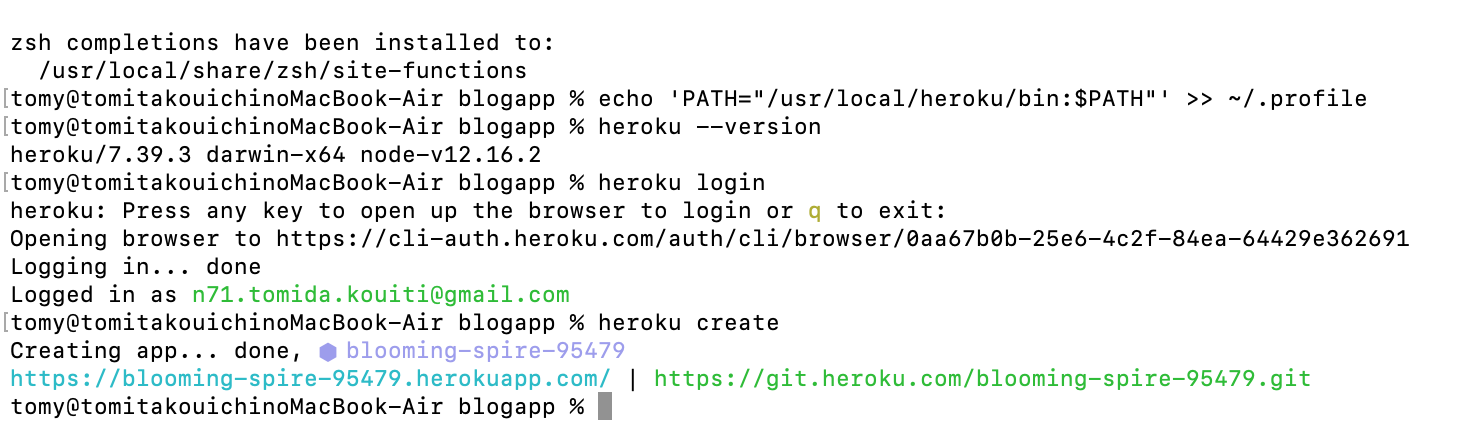 zsh completions have been installed to:
  /usr/local/share/zsh/site-functions
[tomy@tomitakouichinoMacBook-Air blogapp % echo 'PATH="/usr/local/heroku/bin:$PATH"' >> ~/.profile
[tomy@tomitakouichinoMacBook-Air blogapp % heroku --version
heroku/7.39.3 darwin-x64 node-v12.16.2
[tomy@tomitakouichinoMacBook-Air blogapp % heroku login
heroku: Press any key to open up the browser to login or q to exit:
Opening browser to https://cli-auth.heroku.com/auth/cli/browser/0aa67b0b-25e6-4c2f-84ea-64429e362691
Logging in... done
Logged in as n71.tomida.kouiti@gmail.com
[tomy@tomitakouichinoMacBook-Air blogapp % heroku create
Creating app... done, ⬢ blooming-spire-95479
https://blooming-spire-95479.herokuapp.com/ | https://git.heroku.com/blooming-spire-95479.git
tomy@tomitakouichinoMacBook-Air blogapp %